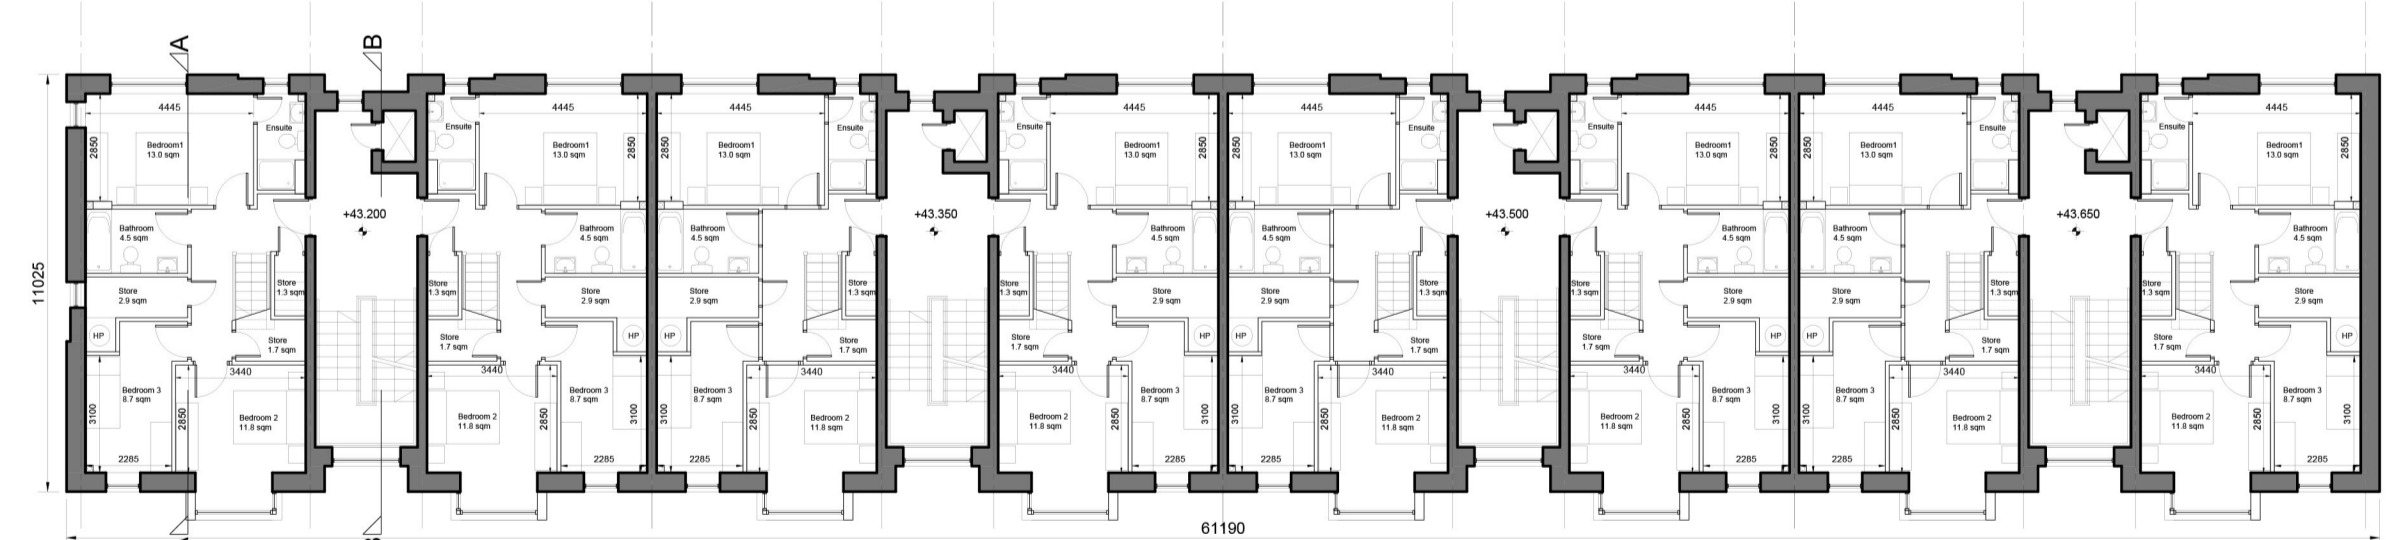 A
B
4445
4445
4445
4445
4445
4445
4445
4445
Ensuite
Ensuite
Ensuite
Ensuite
Ensuite
Ensuite
Ensuite
Ensuite
2850
Bedroom1
13.0 sqm
Bedroom1
13.0 sqm
2850
2850
Bedroom1
13.0 sqm
Bedroom1
13.0 sqm
2850
2850
Bedroom1
13.0 sqm
Bedroom1
13.0 sqm
2850
2850
Bedroom1
13.0 sqm
Bedroom1
13.0 sqm
2850
+43.200
+43.350
+43.500
+43.650
Bathroom
4.5 sqm
Bathroom
4.5 sqm
Bathroom
4.5 sqm
Bathroom
4.5 sqm
Bathroom
4.5 sqm
Bathroom
4.5 sqm
Bathroom
4.5 sqm
Bathroom
4.5 sqm
11025
Store
2.9 sqm
Store
1.3 sqm
Store
1.3 sqm
Store
2.9 sqm
Store
2.9 sqm
Store
1.3 sqm
Store
1.3 sqm
Store
2.9 sqm
Store
2.9 sqm
Store
1.3 sqm
Store
1.3 sqm
Store
2.9 sqm
Store
2.9 sqm
Store
1.3 sqm
Store
1.3 sqm
Store
2.9 sqm
HP
Store
1.7 sqm
Store
1.7 sqm
HP
HP
Store
1.7 sqm
Store
1.7 sqm
HP
HP
Store
1.7 sqm
Store
1.7 sqm
HP
HP
Store
1.7 sqm
Store
1.7 sqm
HP
3440
3440
3440
3440
3440
3440
3440
3440
3100
Bedroom 3
8.7 sqm
2850
Bedroom 2
11.8 sqm
Bedroom 2
11.8 sqm
2850
Bedroom 3
8.7 sqm
3100
3100
Bedroom 3
8.7 sqm
2850
Bedroom 2
11.8 sqm
Bedroom 2
11.8 sqm
2850
Bedroom 3
8.7 sqm
3100
3100
Bedroom 3
8.7 sqm
2850
Bedroom 2
11.8 sqm
Bedroom 2
11.8 sqm
2850
Bedroom 3
8.7 sqm
3100
3100
Bedroom 3
8.7 sqm
2850
Bedroom 2
11.8 sqm
Bedroom 2
11.8 sqm
2850
Bedroom 3
8.7 sqm
3100
2285
2285
2285
2285
2285
2285
2285
2285
61190